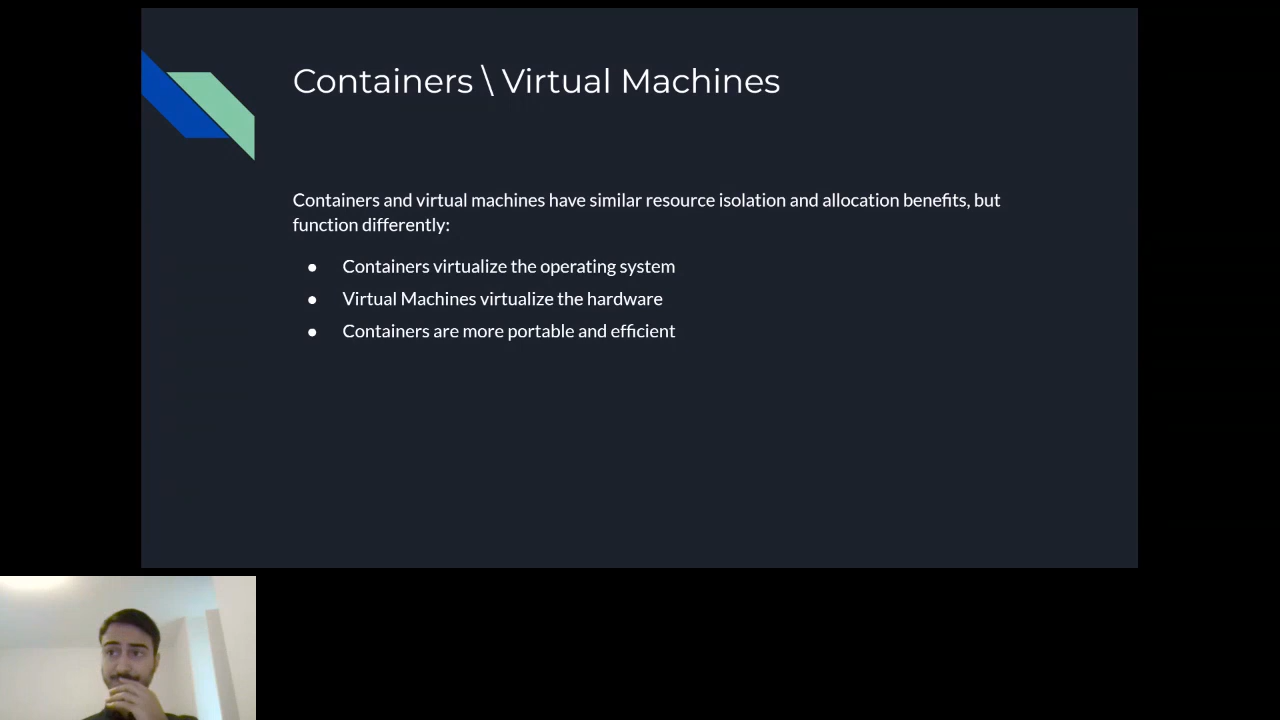 Containers \ Virtual Machines
Containers and virtual machines have similar resource isolation and allocation benefits, but
function differently:
● Containers virtualize the operating system
● Virtual Machines virtualize the hardware
● Containers are more portable and efficient